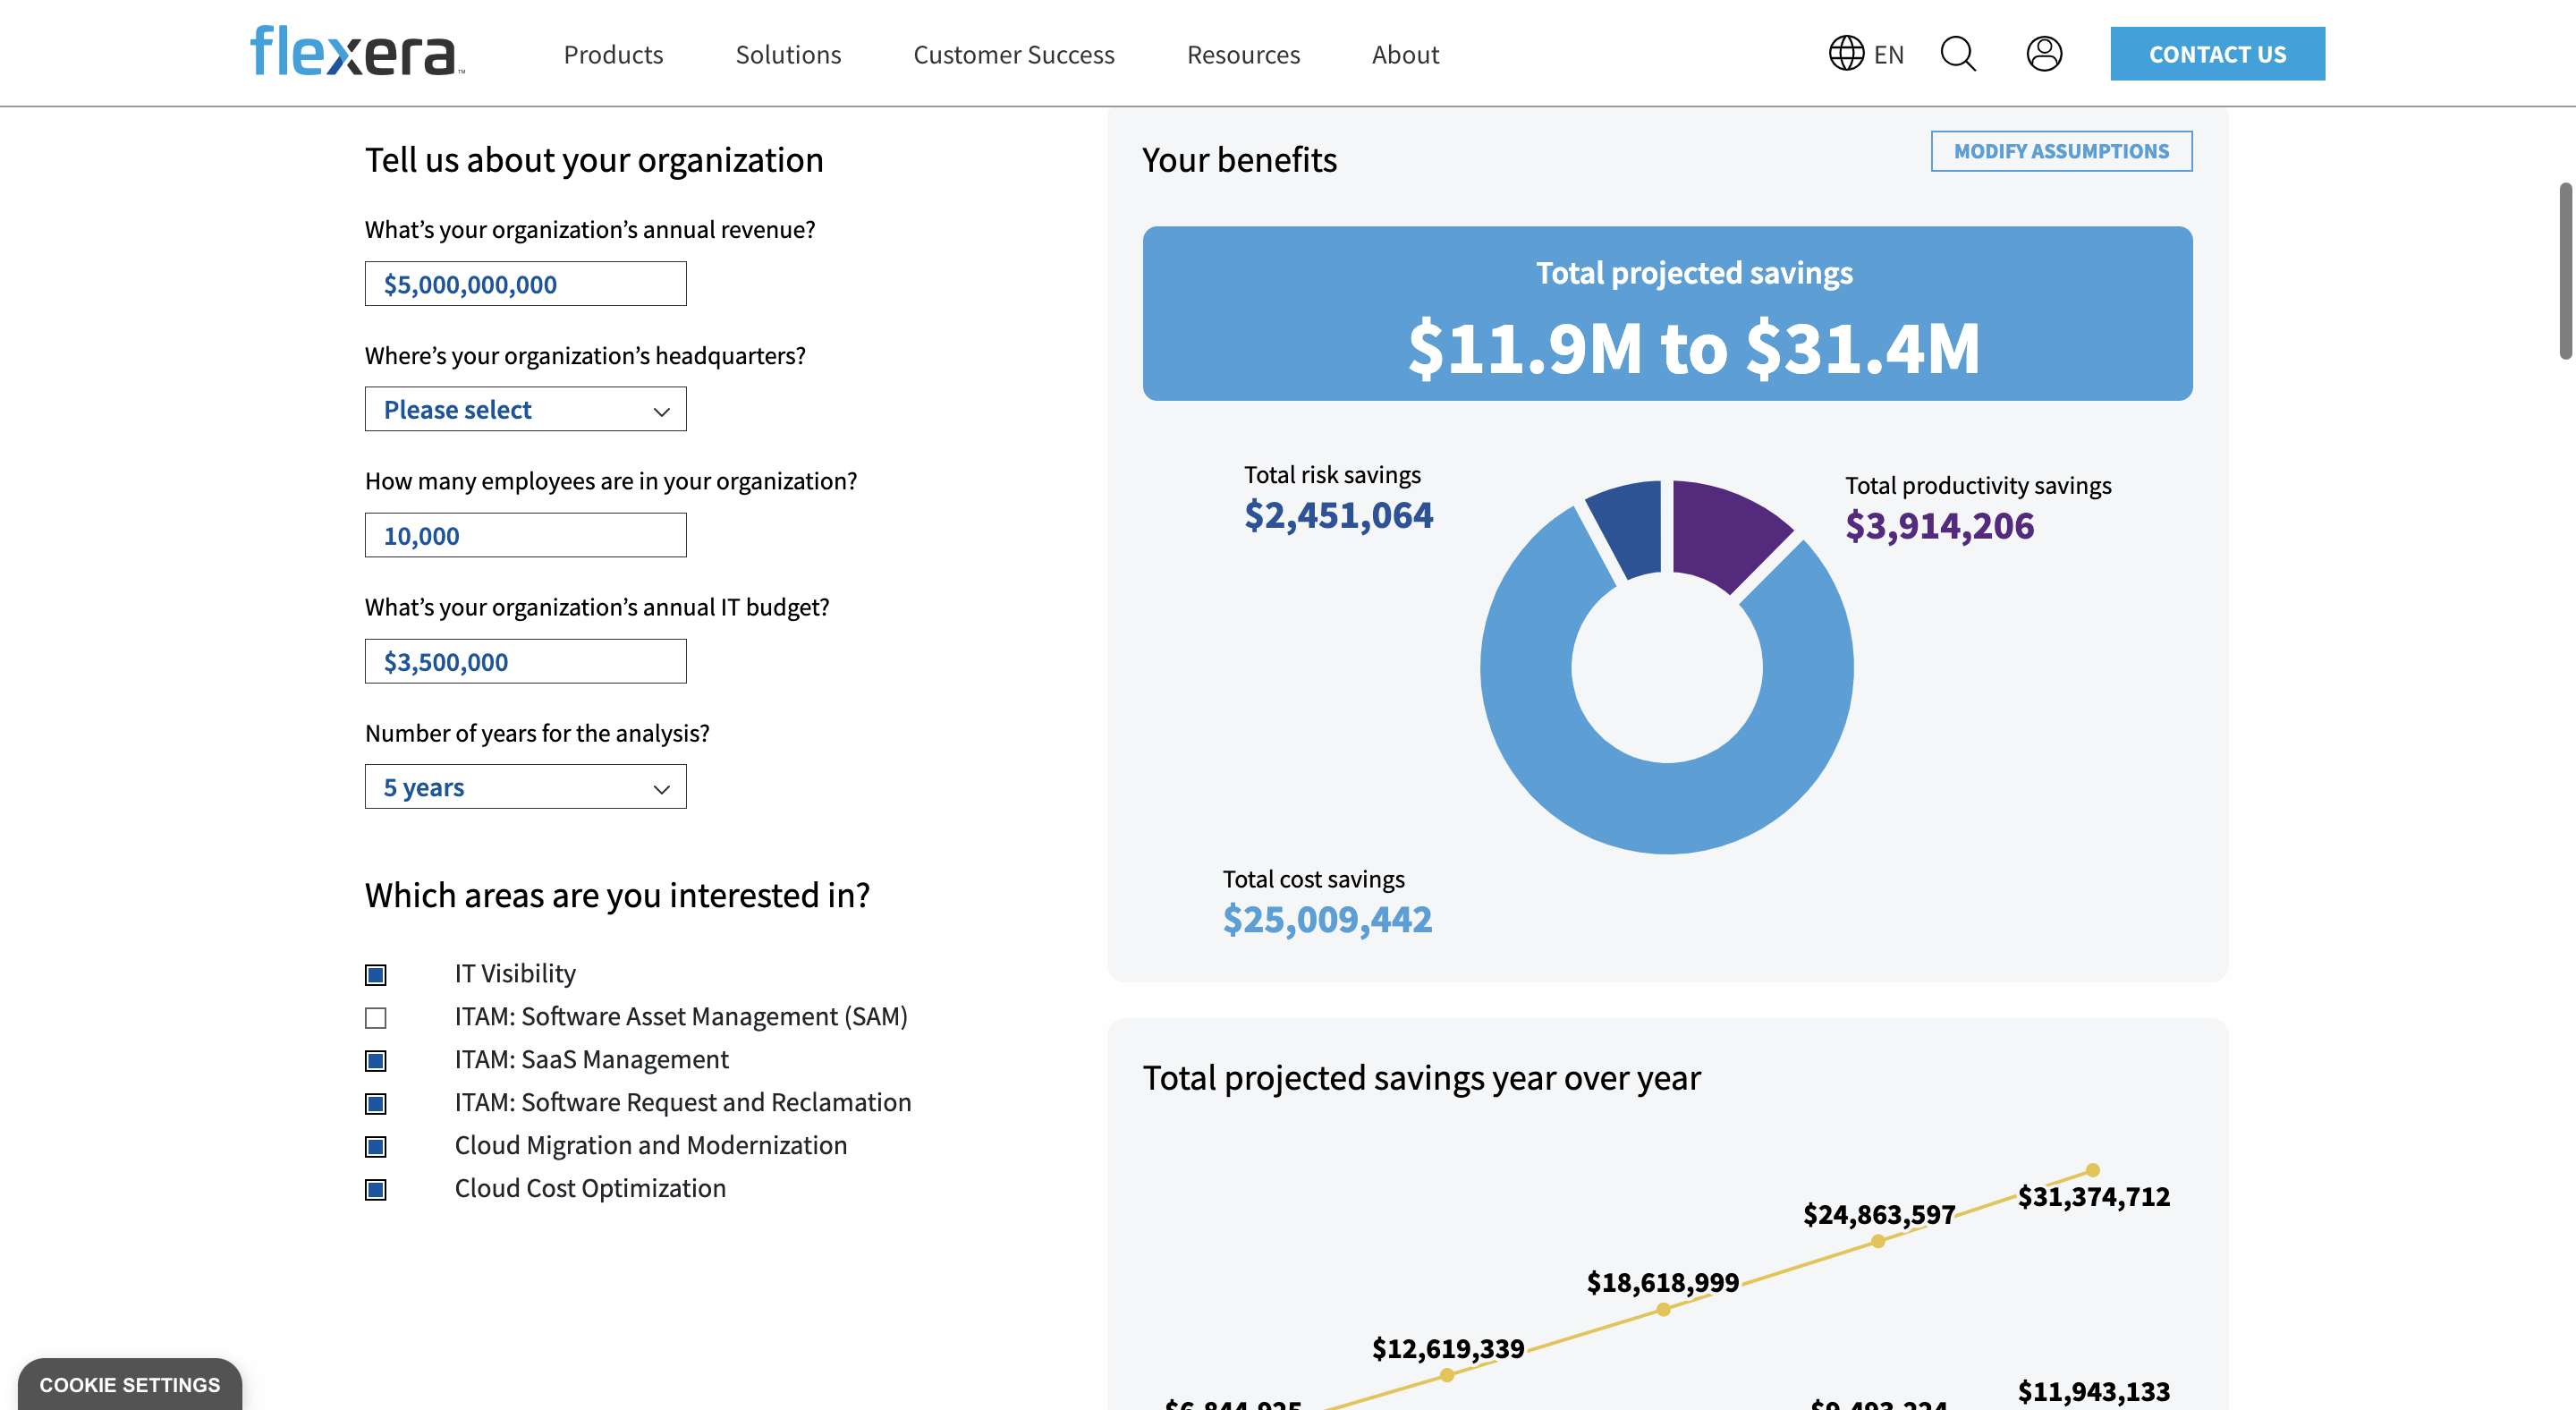 flexera™
Products
Solutions
Customer Success
Resources
About
EN
CONTACT US
Tell us about your organization
What’s your organization’s annual revenue?
$5,000,000,000
Where’s your organization’s headquarters?
Please select
How many employees are in your organization?
10,000
What’s your organization’s annual IT budget?
$3,500,000
Number of years for the analysis?
5 years
Which areas are you interested in?
IT Visibility
ITAM: Software Asset Management (SAM)
ITAM: SaaS Management
ITAM: Software Request and Reclamation
Cloud Migration and Modernization
Cloud Cost Optimization
Your benefits
MODIFY ASSUMPTIONS
Total projected savings
$11.9M to $31.4M
Total risk savings
$2,451,064
Total productivity savings
$3,914,206
Total cost savings
$25,009,442
Total projected savings year over year
$31,374,712
$24,863,597
$18,618,999
$12,619,339
$11,943,133
COOKIE SETTINGS